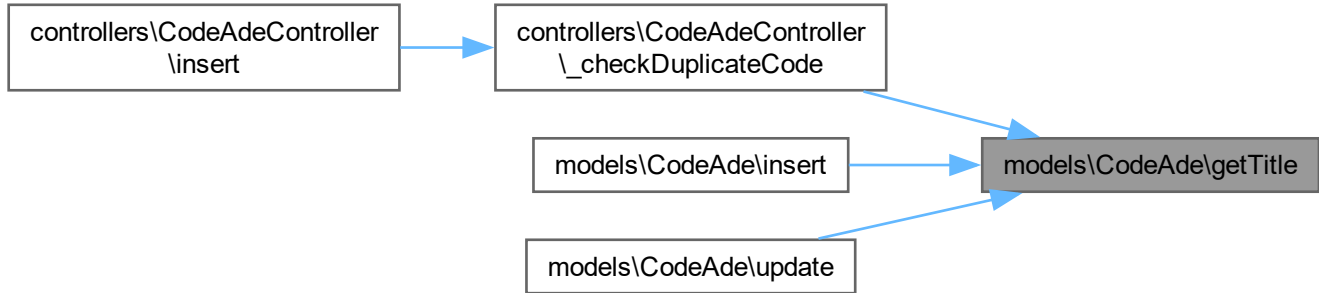 controllers\CodeAdeController
\insert
controllers\CodeAdeController
\_checkDuplicateCode
models\CodeAde\insert
models\CodeAde\getTitle
models\CodeAde\update